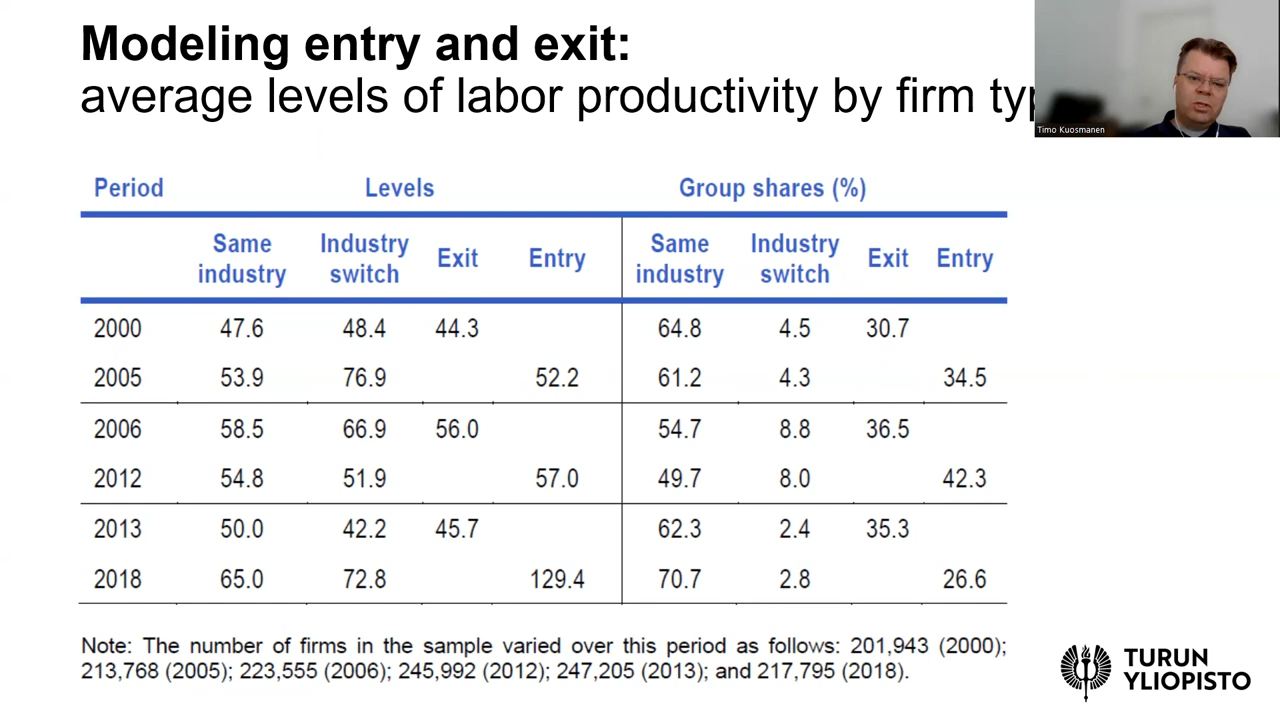 Modeling entry and exit:
average levels of labor productivity by firm
Timo Kuosmanen
Period Levels Group shares (%)
Same industry Industry switch Exit Entry Same industry Industry switch Exit Entry
2000 47.6 48.4 44.3 64.8 4.5 30.7
2005 53.9 76.9 52.2 61.2 4.3 34.5
2006 58.5 66.9 56.0 54.7 8.8 36.5
2012 54.8 51.9 57.0 49.7 8.0 42.3
2013 50.0 42.2 45.7 62.3 2.4 35.3
2018 65.0 72.8 129.4 70.7 2.8 26.6
Note: The number of firms in the sample varied over this period as follows: 201,943 (2000);
213,768 (2005); 223,555 (2006); 245,992 (2012); 247,205 (2013); and 217,795 (2018).
TURUN
YLIOPISTO